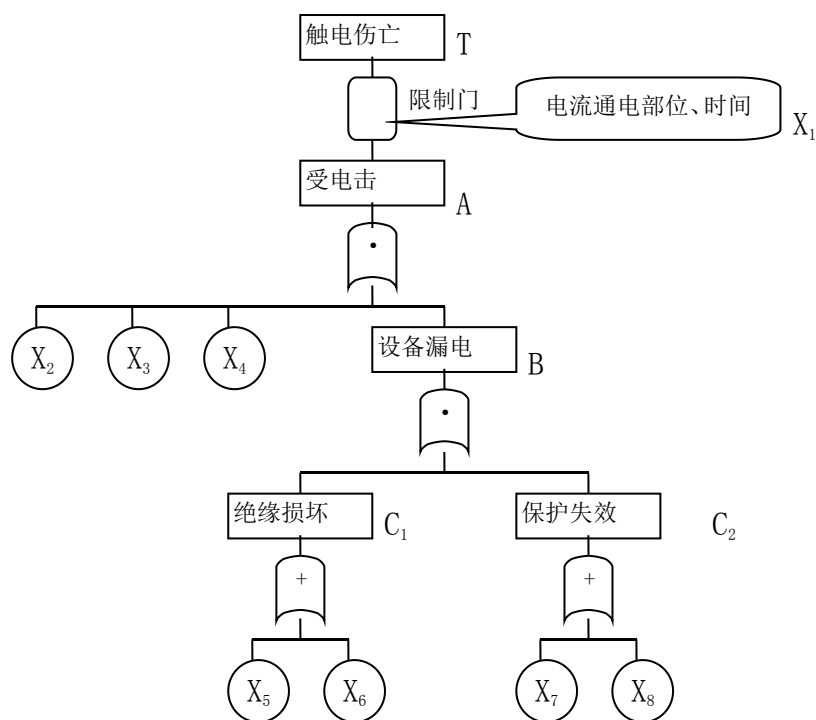 触电伤亡
T
限制门
电流通电部位、时间
X₁
受电击
A
·
X₂
X₃
X₄
设备漏电
B
·
绝缘损坏
C₁
保护失效
C₂
+
+
X₅
X₆
X₇
X₈